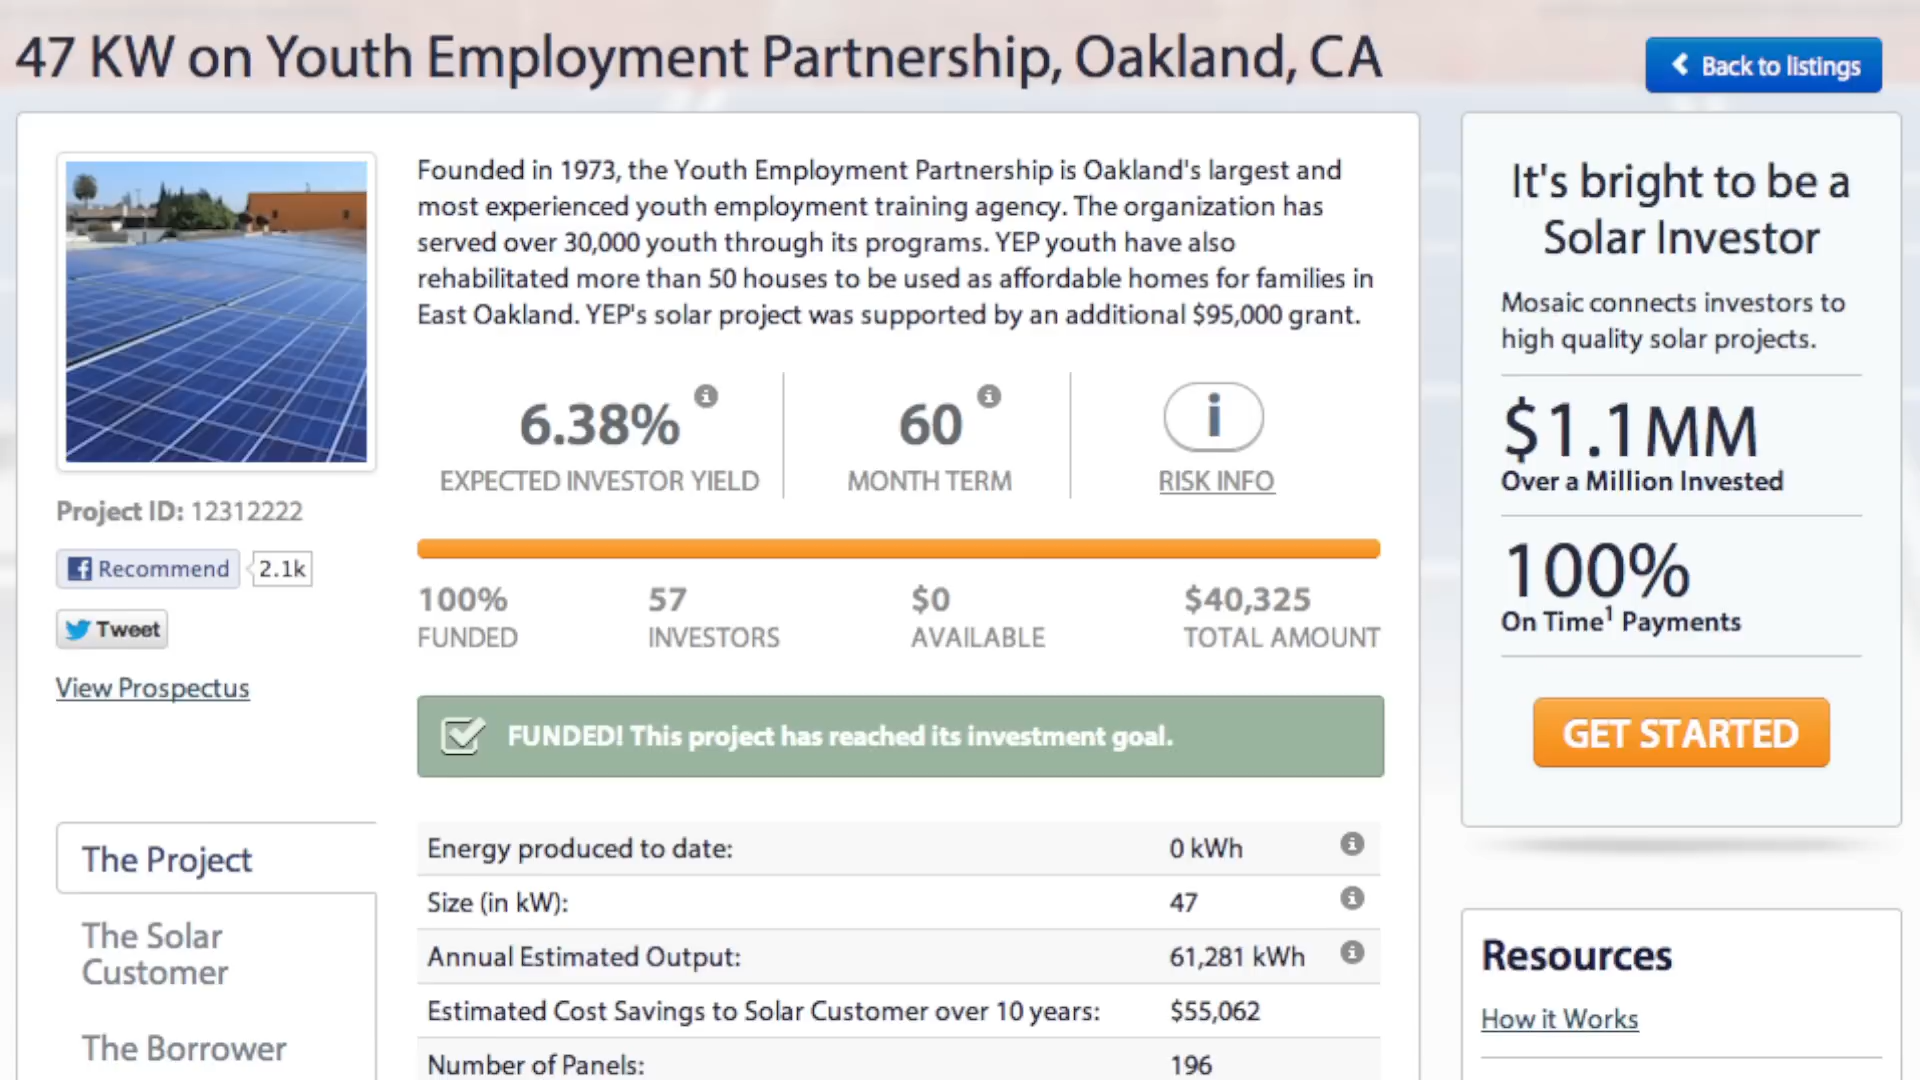 47 KW on Youth Employment Partnership, Oakland, CA
Back to listings
Founded in 1973, the Youth Employment Partnership is Oakland's largest and
most experienced youth employment training agency. The organization has
served over 30,000 youth through its programs. YEP youth have also
rehabilitated more than 50 houses to be used as affordable homes for families in
East Oakland. YEP's solar project was supported by an additional $95,000 grant.
6.38%
EXPECTED INVESTOR YIELD
60
MONTH TERM
i
RISK INFO
Project ID: 12312222
Recommend 2.1k
Tweet
View Prospectus
100%
FUNDED
57
INVESTORS
$0
AVAILABLE
$40,325
TOTAL AMOUNT
FUNDED! This project has reached its investment goal.
The Project
The Solar
Customer
The Borrower
Energy produced to date: 0 kWh
Size (in kW): 47
Annual Estimated Output: 61,281 kWh
Estimated Cost Savings to Solar Customer over 10 years: $55,062
Number of Panels: 196
It's bright to be a
Solar Investor
Mosaic connects investors to
high quality solar projects.
$1.1MM
Over a Million Invested
100%
On Time¹ Payments
GET STARTED
Resources
How it Works